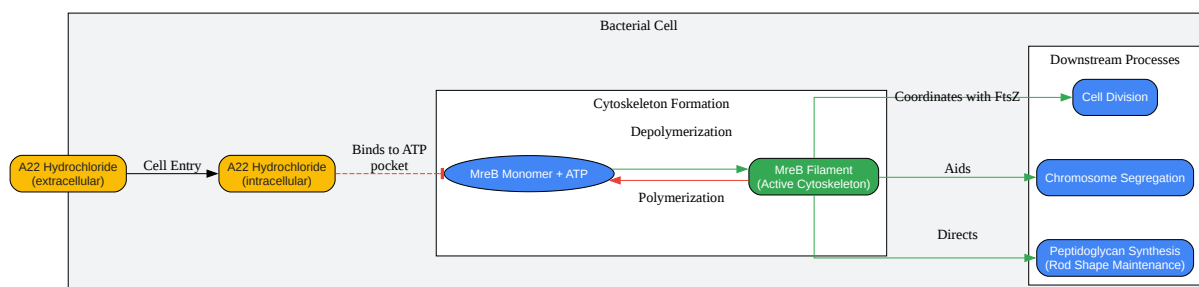 Bacterial Cell
Downstream Processes
Cytoskeleton Formation
Coordinates with FtsZ
Cell Division
Depolymerization
A22 Hydrochloride
(extracellular)
Cell Entry
A22 Hydrochloride
(intracellular)
Binds to ATP
pocket
MreB Monomer + ATP
MreB Filament
(Active Cytoskeleton)
Aids
Chromosome Segregation
Polymerization
Directs
Peptidoglycan Synthesis
(Rod Shape Maintenance)